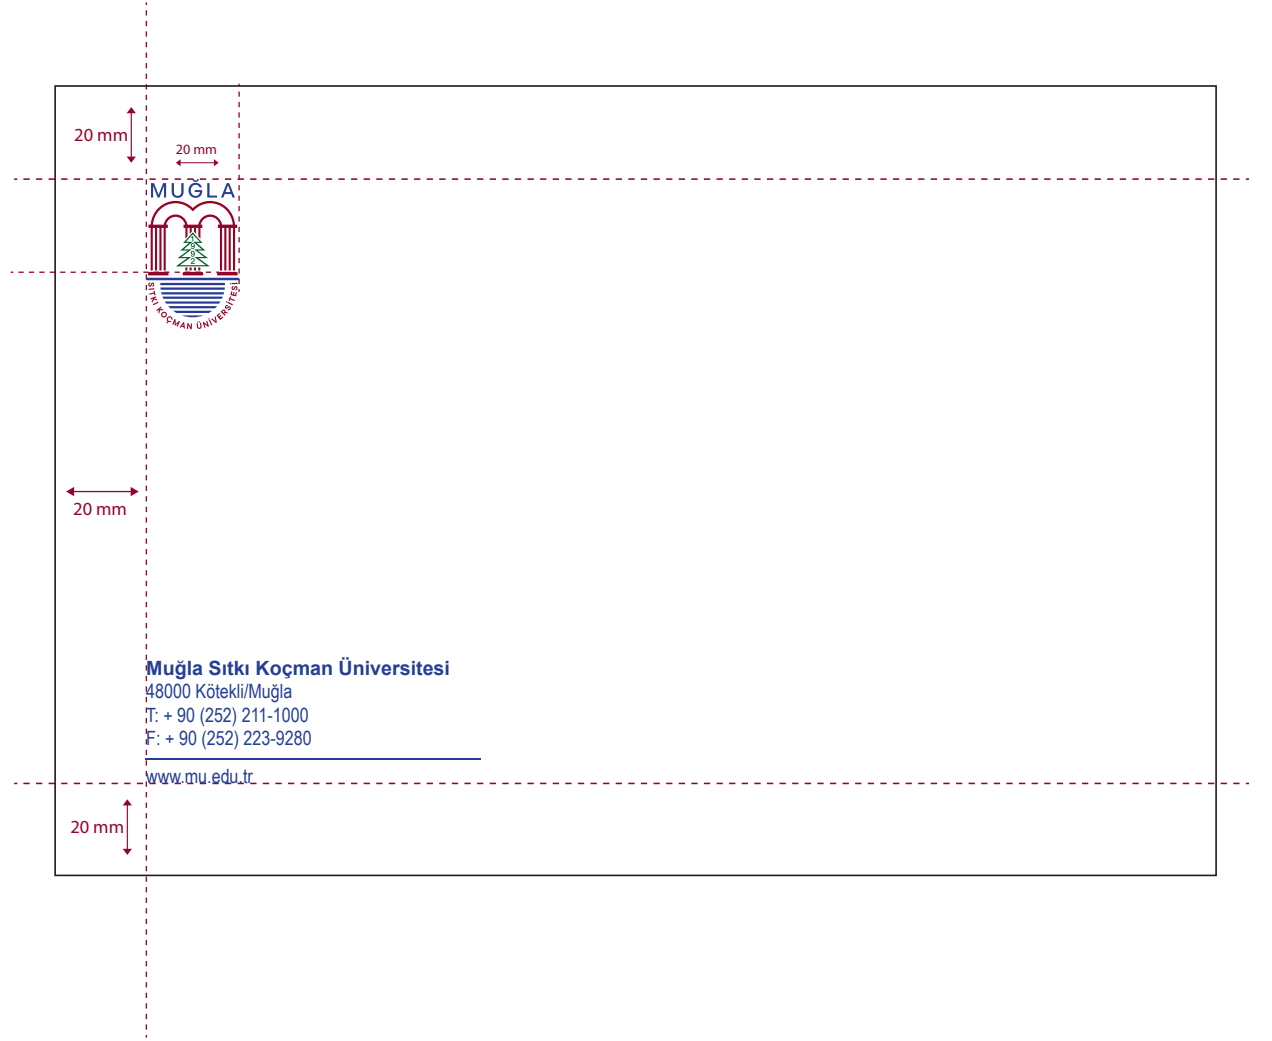 20 mm
20 mm
MUĞLA
1992
SITKI KOÇMAN ÜNİVERSİTESİ
20 mm
Muğla Sıtkı Koçman Üniversitesi
48000 Kötekli/Muğla
T: + 90 (252) 211-1000
F: + 90 (252) 223-9280
www.mu.edu.tr
20 mm